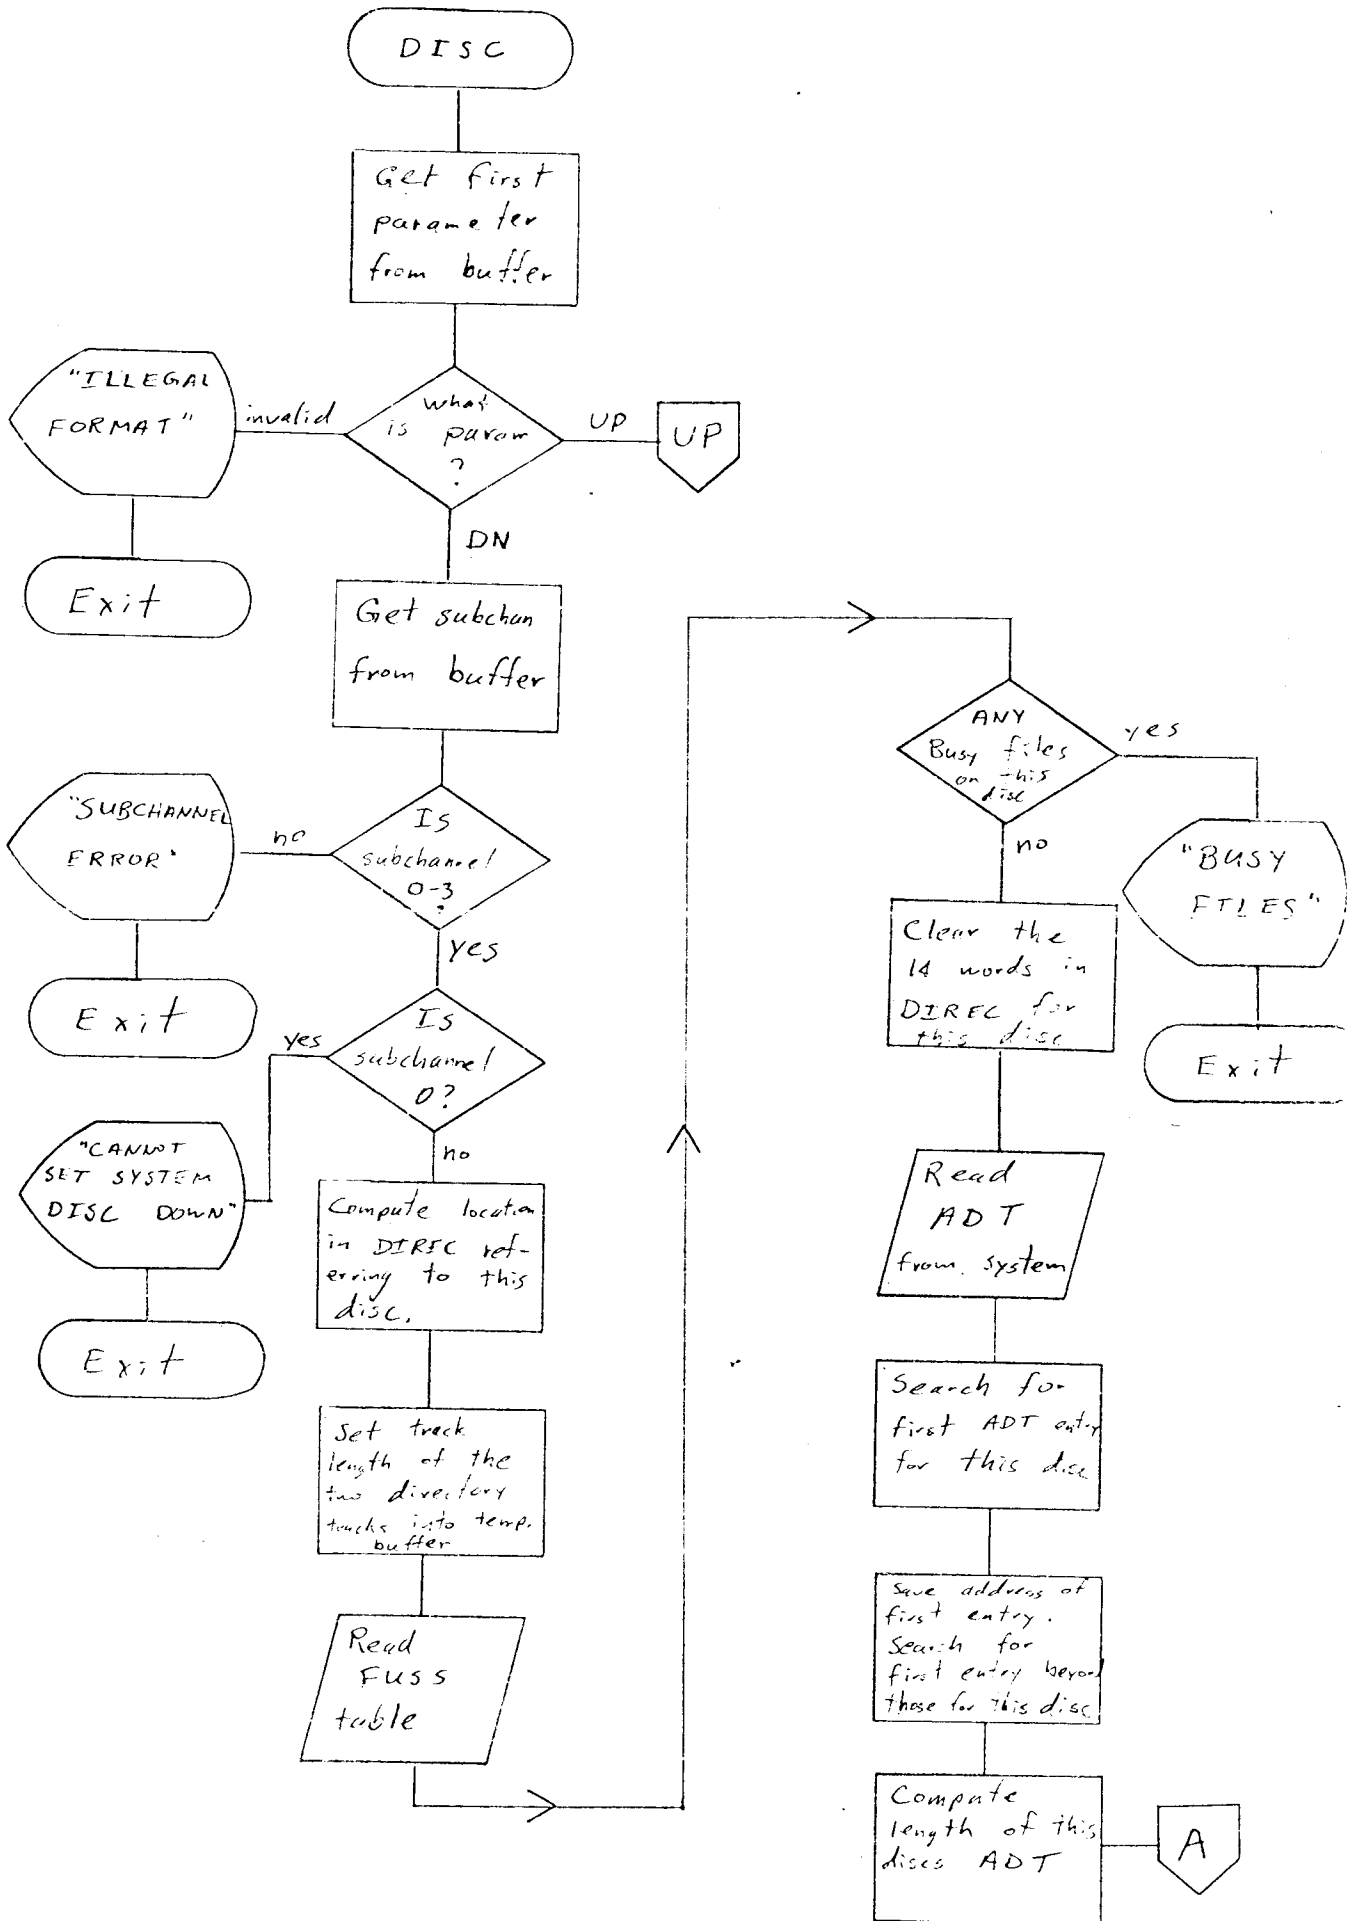 DISC
Get first
parameter
from buffer
"ILLEGAL
FORMAT"
invalid
What
is param
?
UP
UP
Exit
DN
Get subchan
from buffer
"SUBCHANNEL
ERROR"
no
Is
subchannel
0-3
?
yes
Exit
Is
subchannel
0?
yes
"CANNOT
SET SYSTEM
DISC DOWN"
no
Exit
Compute location
in DIREC ref-
erring to this
disc.
Set track
length of the
two directory
tracks into temp.
buffer
Read
FUSS
table
ANY
Busy files
on this
disc
yes
"BUSY
FILES"
Exit
no
Clear the
14 words in
DIREC for
this disc
Read
ADT
from system
Search for
first ADT entry
for this disc
Save address of
first entry.
Search for
first entry beyond
those for this disc
Compute
length of this
discs ADT
A